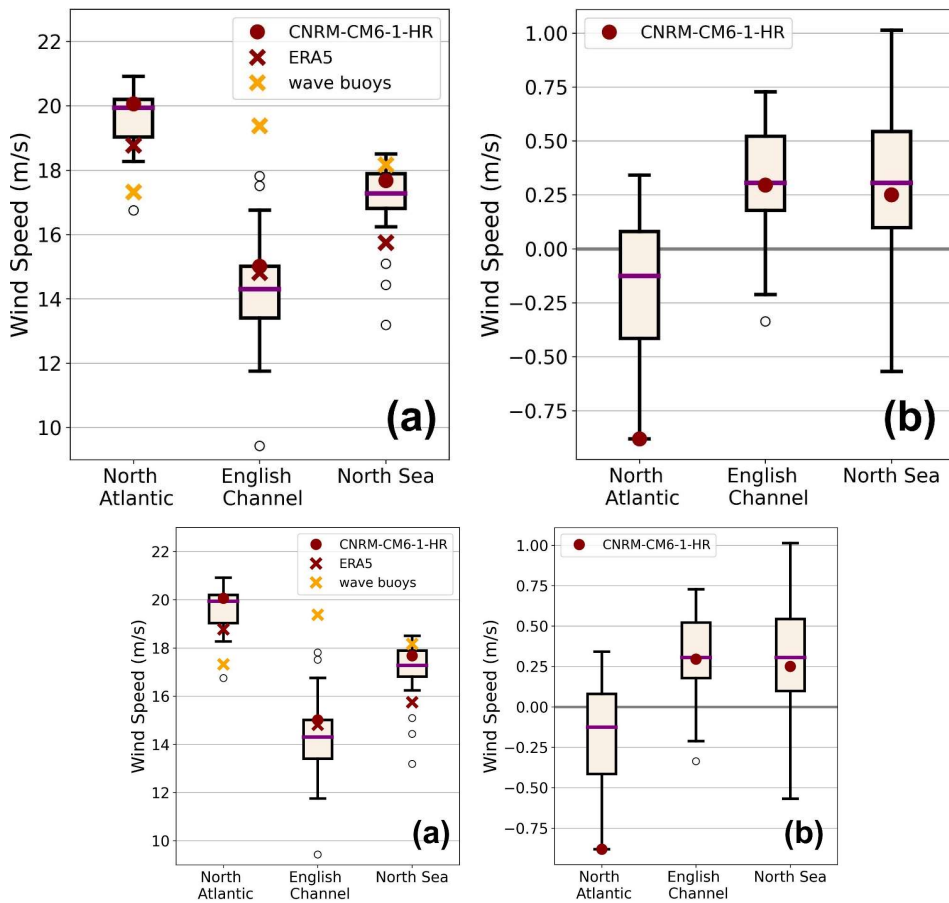 Wind Speed (m/s)
22
20
18
16
14
12
10
CNRM-CM6-1-HR
ERA5
wave buoys
(a)
North
Atlantic
English
Channel
North Sea
Wind Speed (m/s)
1.00
0.75
0.50
0.25
0.00
−0.25
−0.50
−0.75
CNRM-CM6-1-HR
(b)
North
Atlantic
English
Channel
North Sea
Wind Speed (m/s)
22
20
18
16
14
12
10
CNRM-CM6-1-HR
ERA5
wave buoys
(a)
North
Atlantic
English
Channel
North Sea
Wind Speed (m/s)
1.00
0.75
0.50
0.25
0.00
−0.25
−0.50
−0.75
CNRM-CM6-1-HR
(b)
North
Atlantic
English
Channel
North Sea